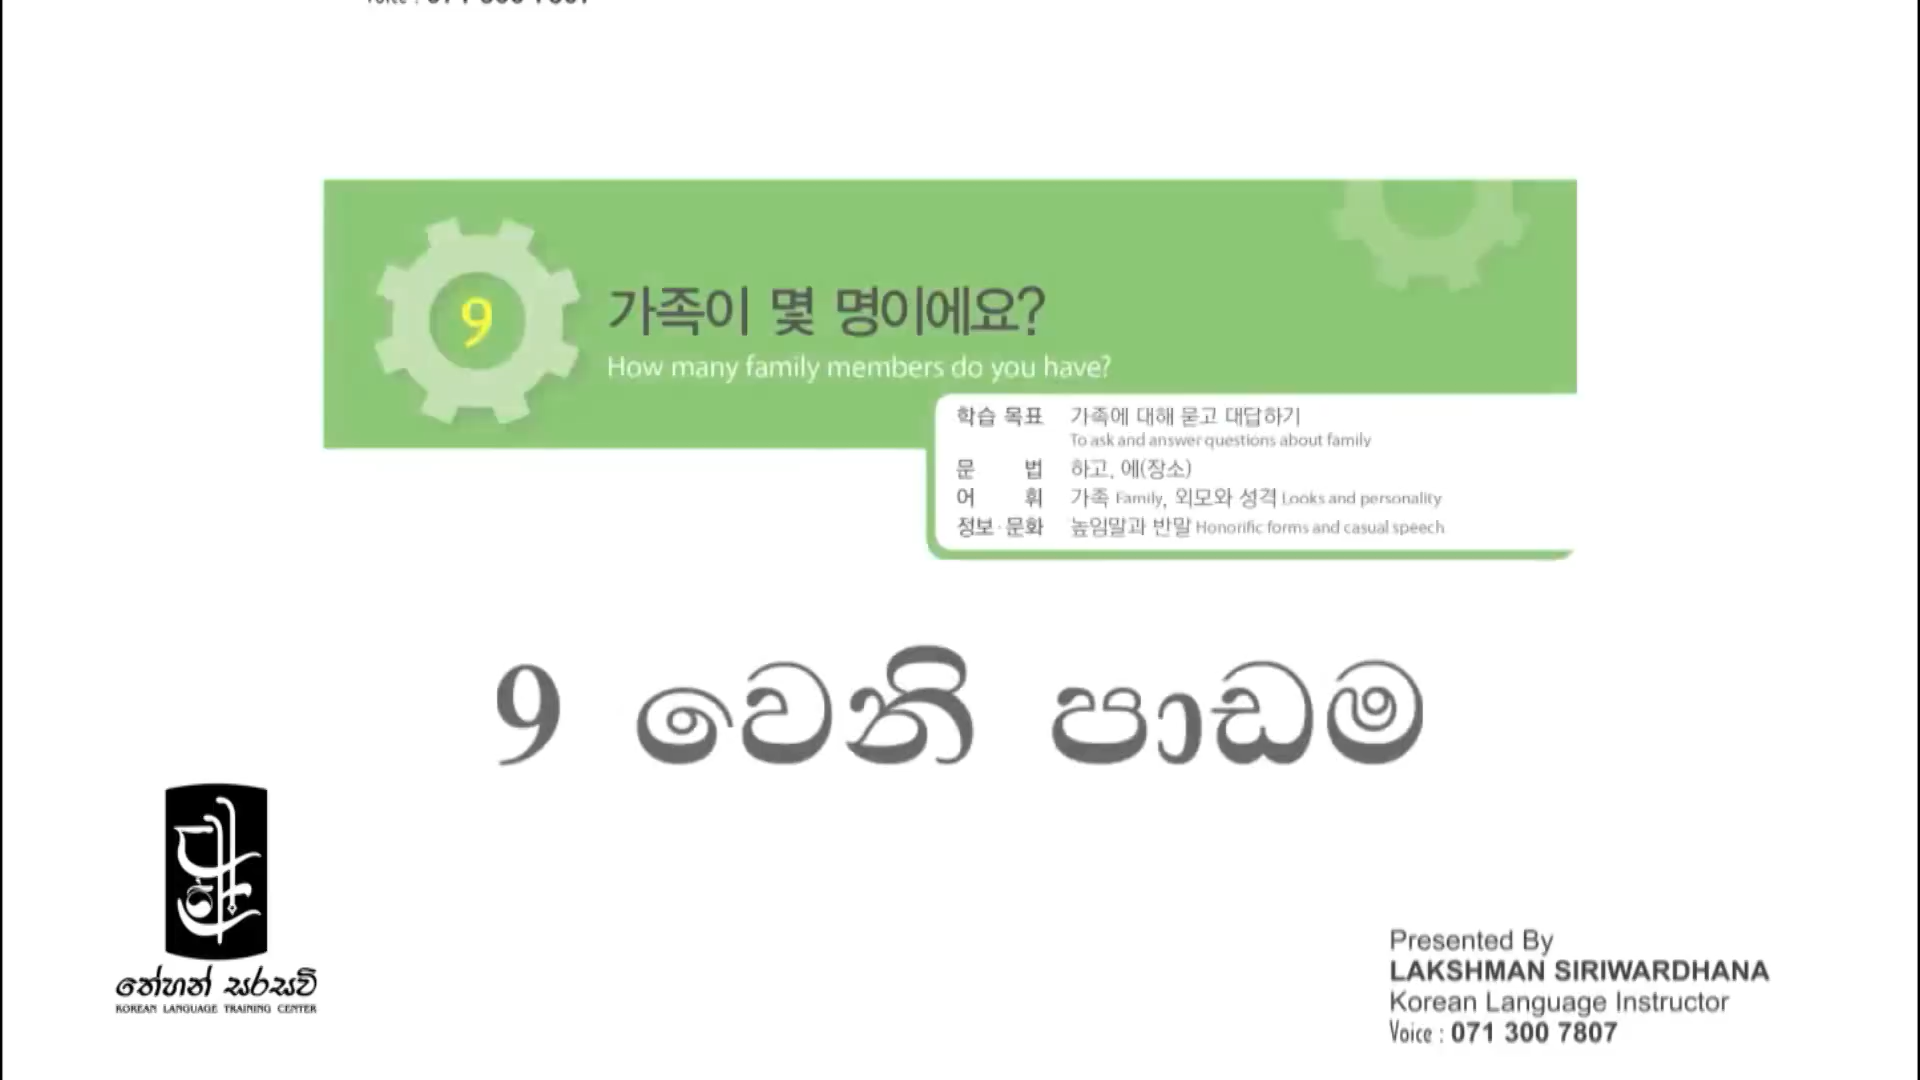 Voice : 071 300 7807
9
가족이 몇 명이에요?
How many family members do you have?
학습 목표 가족에 대해 묻고 대답하기
To ask and answer questions about family
문 법 하고, 에(장소)
어 휘 가족 Family, 외모와 성격 Looks and personality
정보·문화 높임말과 반말 Honorific forms and casual speech
9 වෙනි පාඩම
තේහන් සරසවි
KOREAN LANGUAGE TRAINING CENTER
Presented By
LAKSHMAN SIRIWARDHANA
Korean Language Instructor
Voice : 071 300 7807